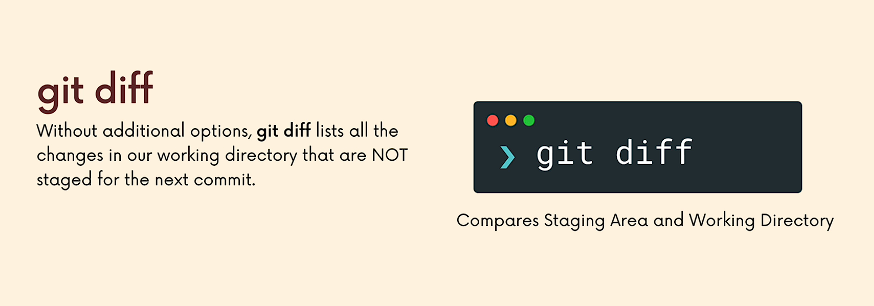 git diff
Without additional options, git diff lists all the
changes in our working directory that are NOT
staged for the next commit.
❯ git diff
Compares Staging Area and Working Directory